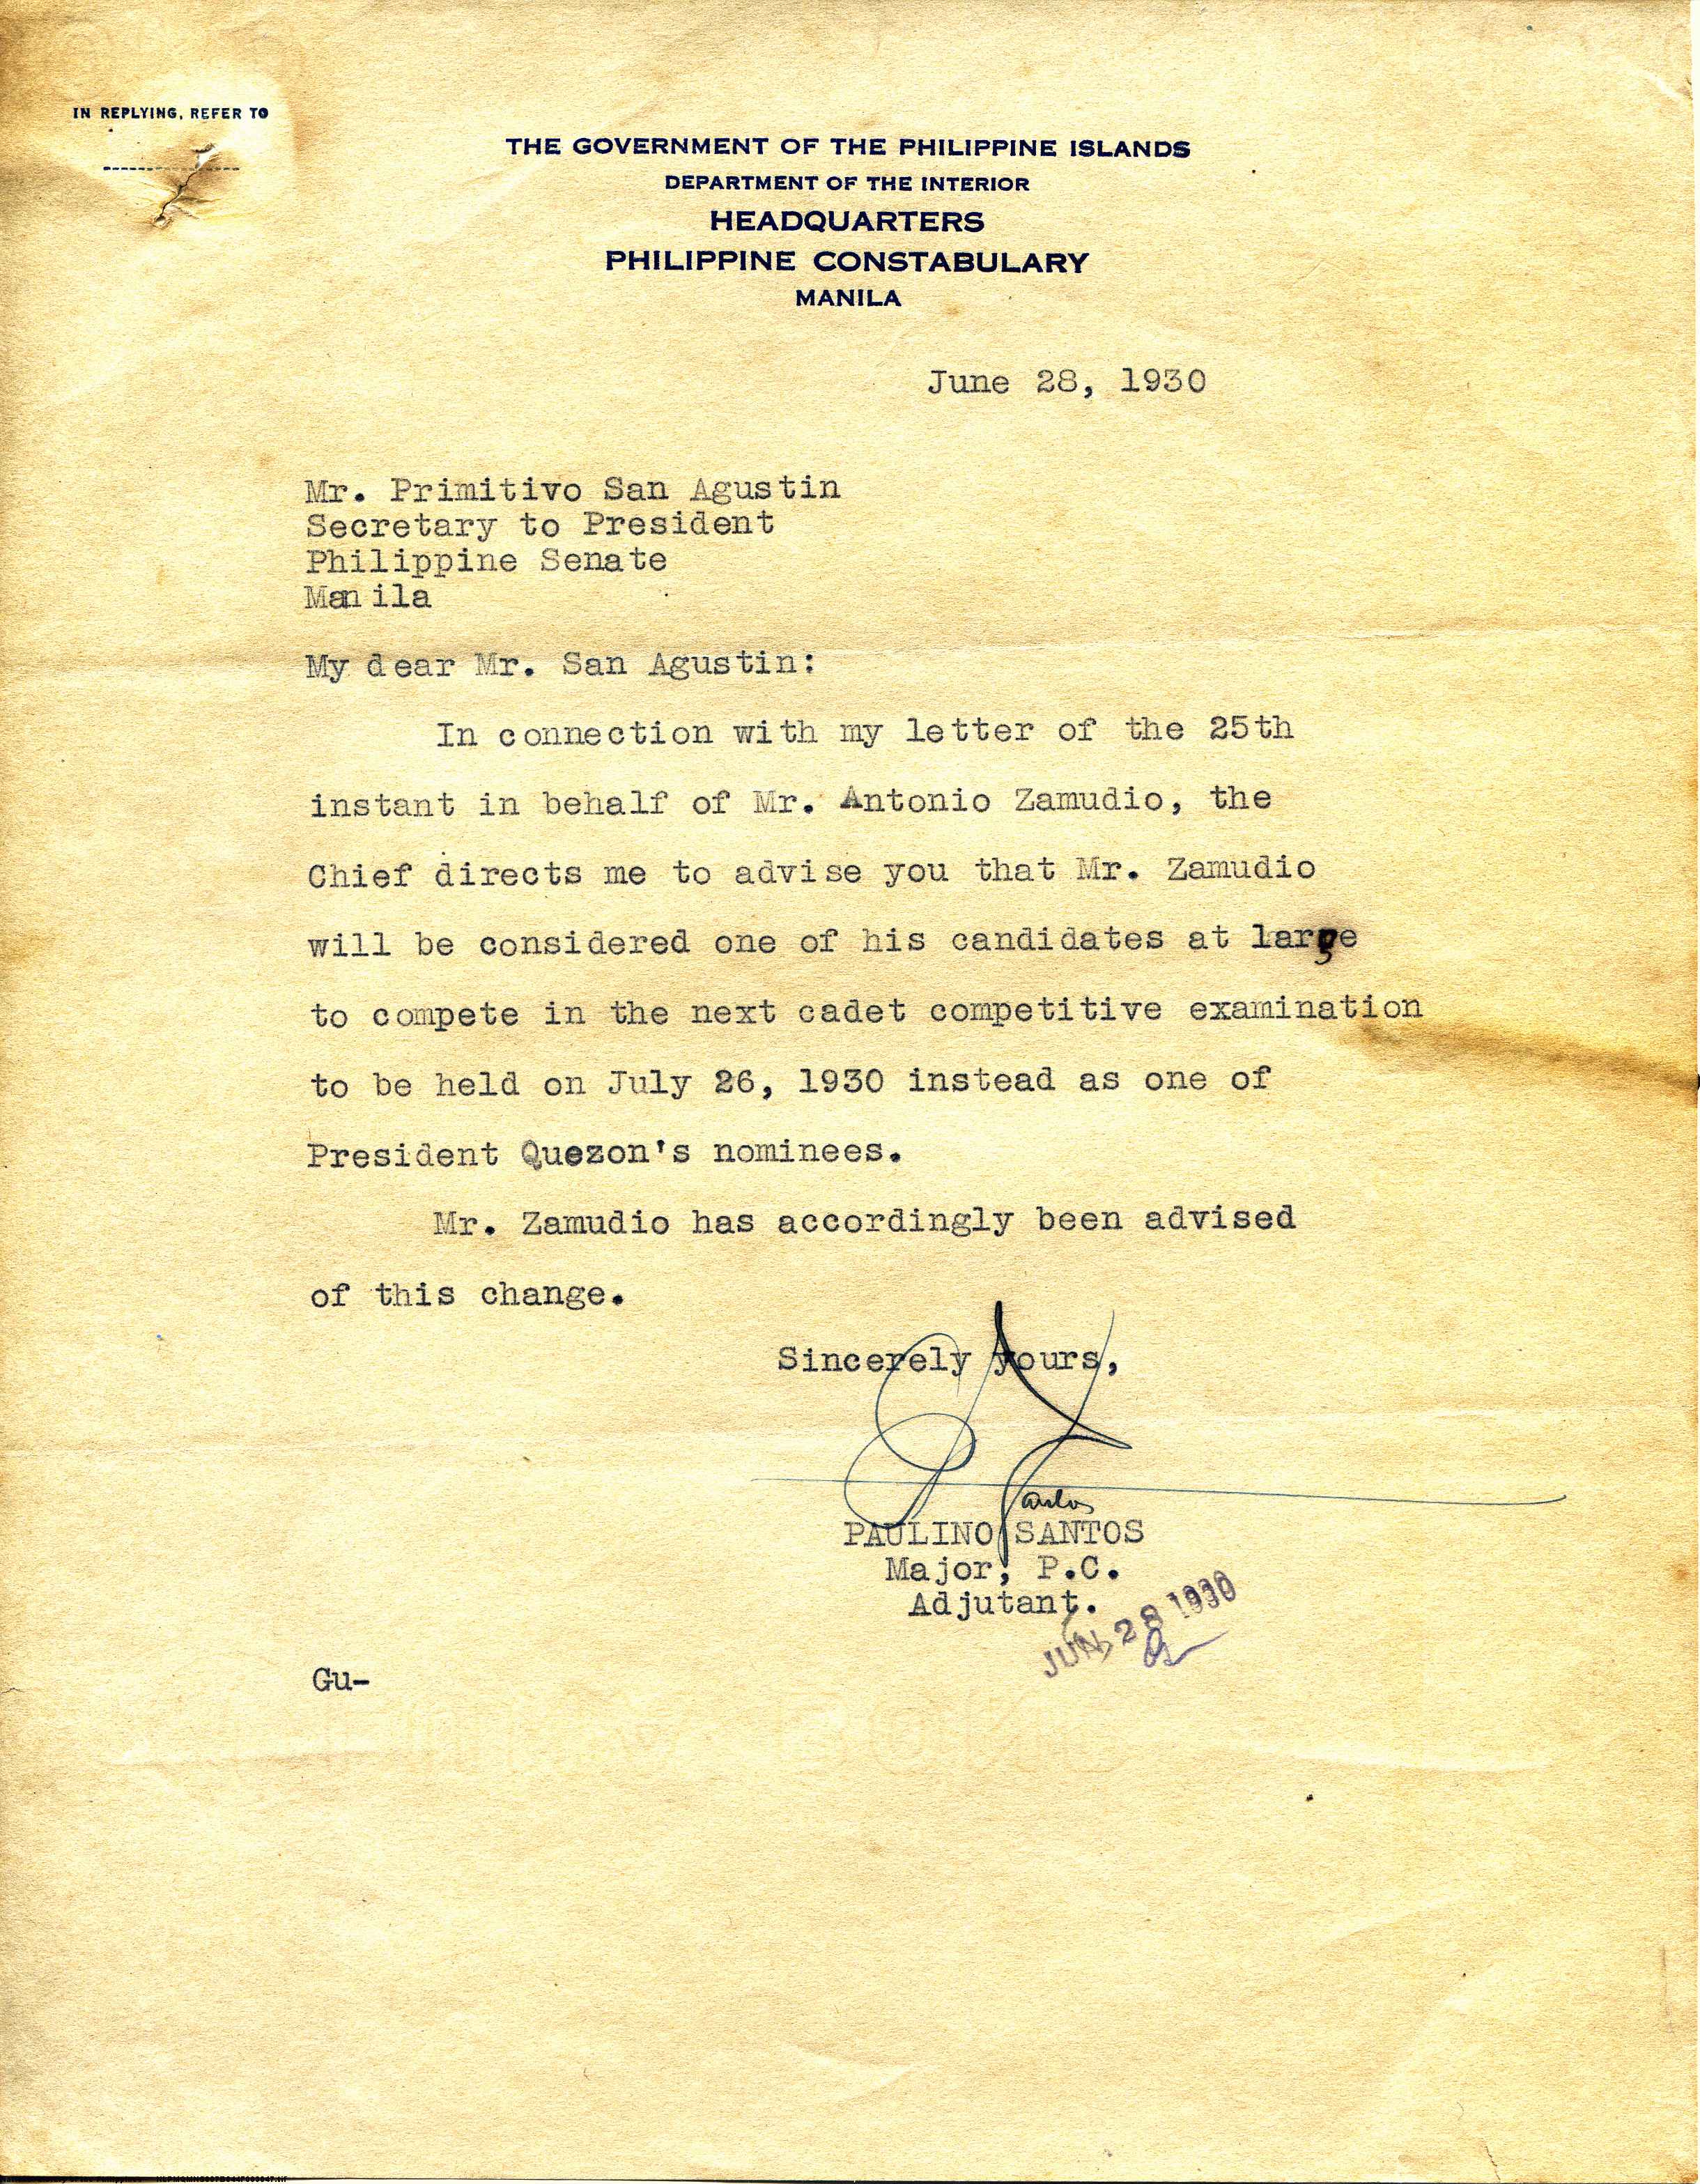 IN REPLYING, REFER TO
THE GOVERNMENT OF THE PHILIPPINE ISLANDS
DEPARTMENT OF THE INTERIOR
HEADQUARTERS
PHILIPPINE CONSTABULARY
MANILA
June 28, 1930
Mr. Primitivo San Agustin
Secretary to President
Philippine Senate
Manila
My dear Mr. San Agustin:
In connection with my letter of the 25th
instant in behalf of Mr. Antonio Zamudio, the
Chief directs me to advise you that Mr. Zamudio
will be considered one of his candidates at large
to compete in the next cadet competitive examination
to be held on July 26, 1930 instead as one of
President Quezon's nominees.
Mr. Zamudio has accordingly been advised
of this change.
Sincerely yours,
PAULINO SANTOS
Major, P.C.
Adjutant.
JUN 28 1930
Gu-